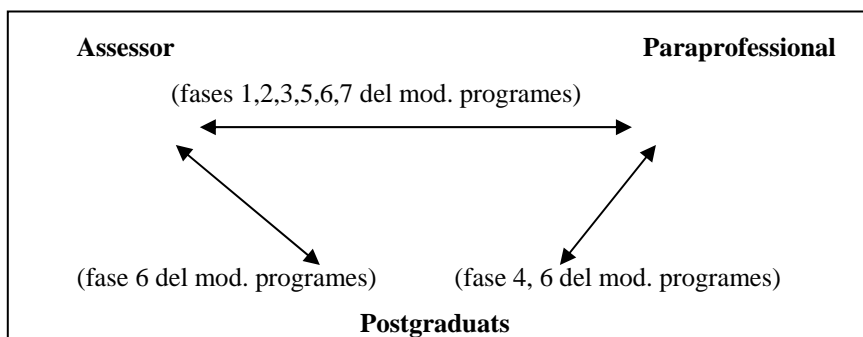 Assessor Paraprofessional
(fases 1,2,3,5,6,7 del mod. programes)
(fase 6 del mod. programes) (fase 4, 6 del mod. programes)
Postgraduats